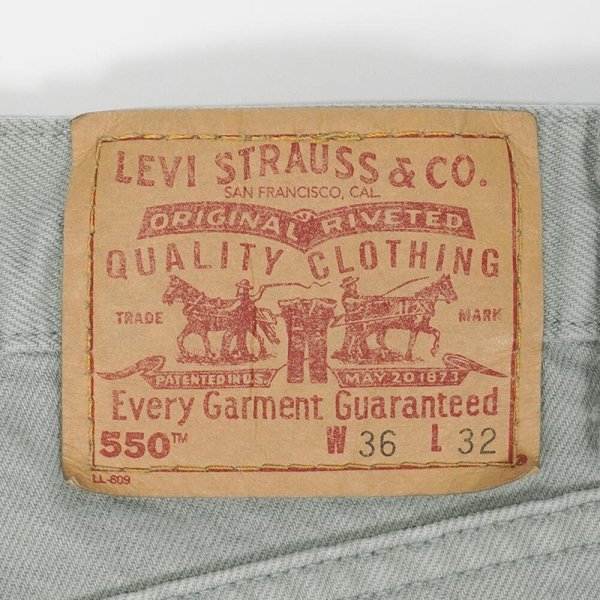 LEVI STRAUSS & CO.
SAN FRANCISCO, CAL.
ORIGINAL RIVETED
QUALITY CLOTHING
TRADE MARK
PATENTED IN U.S. MAY 20 1873
Every Garment Guaranteed
550™ W 36 L 32
LL-609